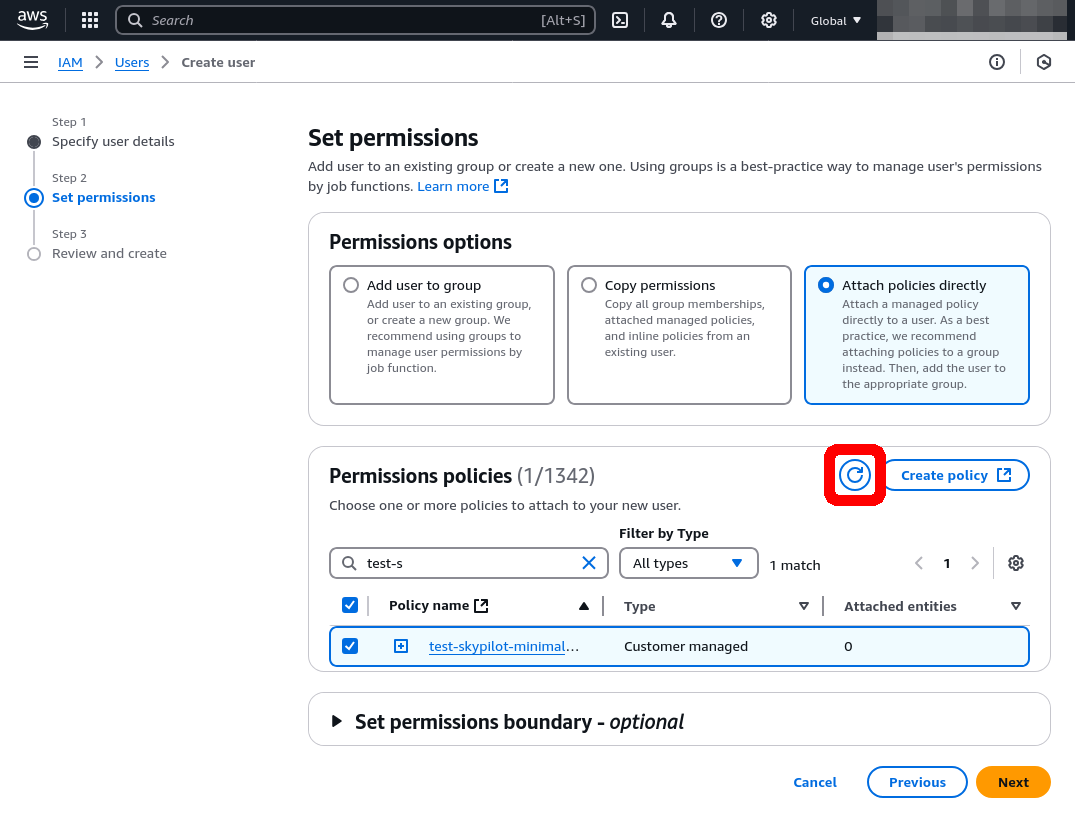 aws
Search [Alt+S]
Global
IAM > Users > Create user
Step 1
Specify user details
Step 2
Set permissions
Step 3
Review and create
Set permissions
Add user to an existing group or create a new one. Using groups is a best-practice way to manage user's permissions
by job functions. Learn more
Permissions options
Add user to group
Add user to an existing group,
or create a new group. We
recommend using groups to
manage user permissions by
job function.
Copy permissions
Copy all group memberships,
attached managed policies,
and inline policies from an
existing user.
Attach policies directly
Attach a managed policy
directly to a user. As a best
practice, we recommend
attaching policies to a group
instead. Then, add the user to
the appropriate group.
Permissions policies (1/1342)
Create policy
Choose one or more policies to attach to your new user.
Filter by Type
test-s
All types
1 match
1
Policy name
Type
Attached entities
test-skypilot-minimal...
Customer managed
0
Set permissions boundary - optional
Cancel
Previous
Next